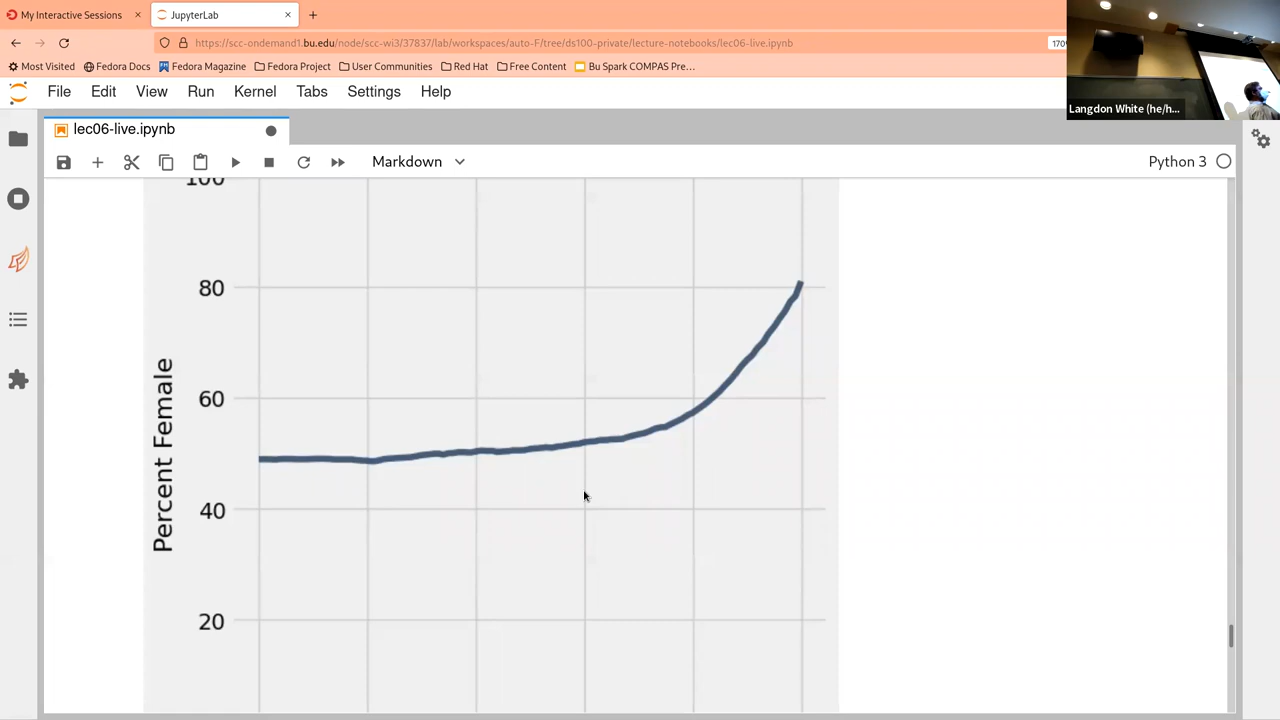 My Interactive Sessions
JupyterLab
https://scc-ondemand1.bu.edu/node/scc-wi3/37837/lab/workspaces/auto-F/tree/ds100-private/lecture-notebooks/lec06-live.ipynb
170
Most Visited Fedora Docs Fedora Magazine Fedora Project User Communities Red Hat Free Content Bu Spark COMPAS Pre…
Langdon White (he/h...
File Edit View Run Kernel Tabs Settings Help
lec06-live.ipynb
Markdown
Python 3
100
80
60
40
20
Percent Female